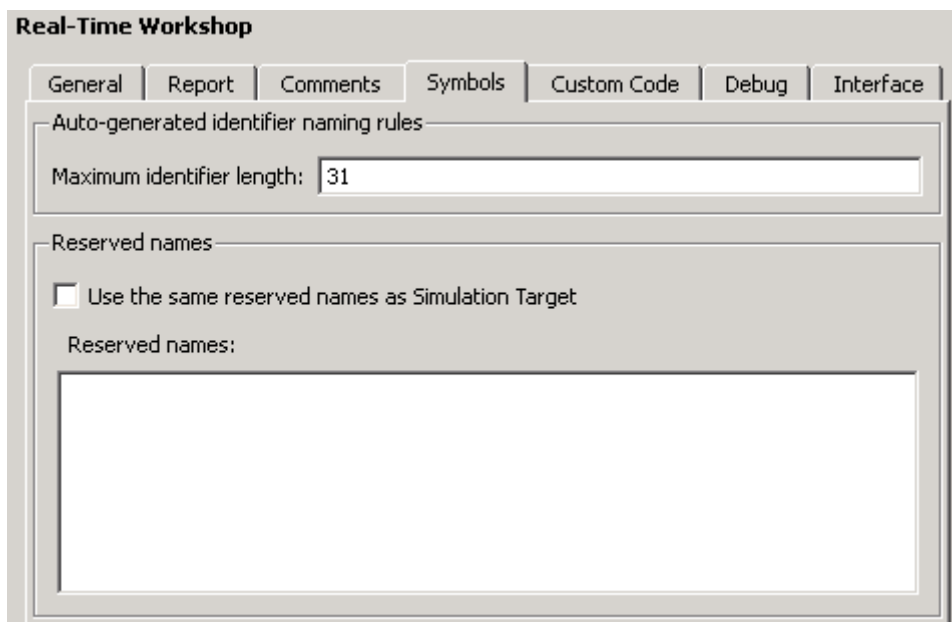 Real-Time Workshop
General Report Comments Symbols Custom Code Debug Interface
Auto-generated identifier naming rules
Maximum identifier length: 31
Reserved names
Use the same reserved names as Simulation Target
Reserved names: